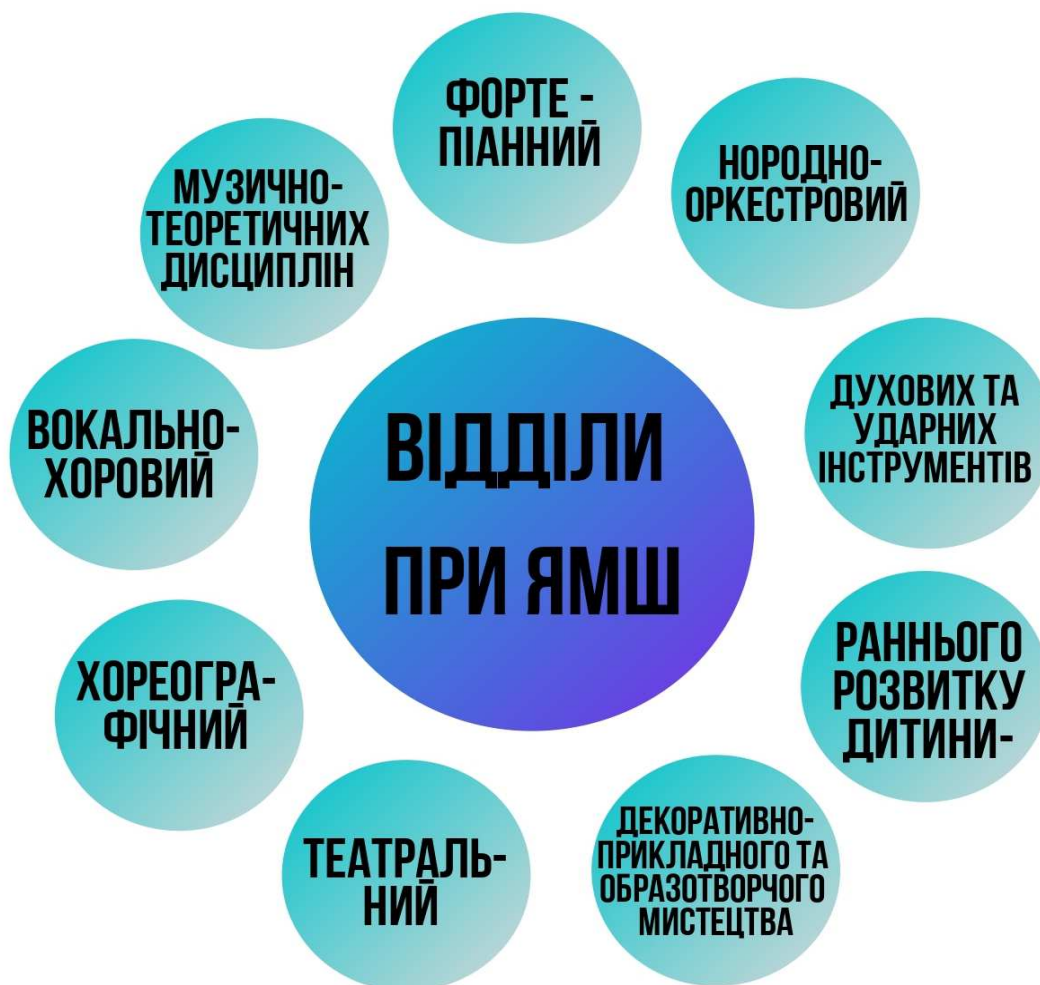 ВІДДІЛИ
ПРИ ЯМШ
ФОРТЕ -
ПІАННИЙ
НОРОДНО-
ОРКЕСТРОВИЙ
ДУХОВИХ ТА
УДАРНИХ
ІНСТРУМЕНТІВ
РАННЬОГО
РОЗВИТКУ
ДИТИНИ-
ДЕКОРАТИВНО-
ПРИКЛАДНОГО ТА
ОБРАЗОТВОРЧОГО
МИСТЕЦТВА
ТЕАТРАЛЬ-
НИЙ
ХОРЕОГРА-
ФІЧНИЙ
ВОКАЛЬНО-
ХОРОВИЙ
МУЗИЧНО-
ТЕОРЕТИЧНИХ
ДИСЦИПЛІН